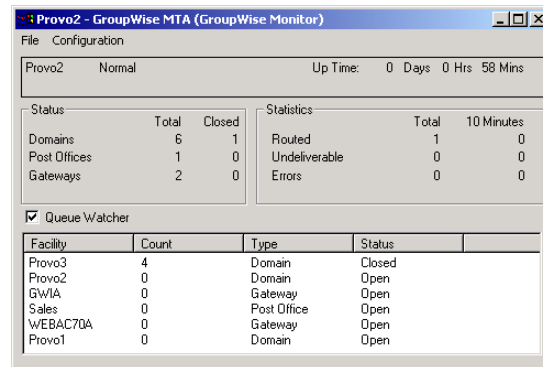 Provo2 - GroupWise MTA (GroupWise Monitor)
File Configuration
Provo2 Normal Up Time: 0 Days 0 Hrs 58 Mins
Status
Total Closed
Domains 6 1
Post Offices 1 0
Gateways 2 0
Statistics
Total 10 Minutes
Routed 1 0
Undeliverable 0 0
Errors 0 0
Queue Watcher
Facility Count Type Status
Provo3 4 Domain Closed
Provo2 0 Domain Open
GWIA 0 Gateway Open
Sales 0 Post Office Open
WEBAC70A 0 Gateway Open
Provo1 0 Domain Open